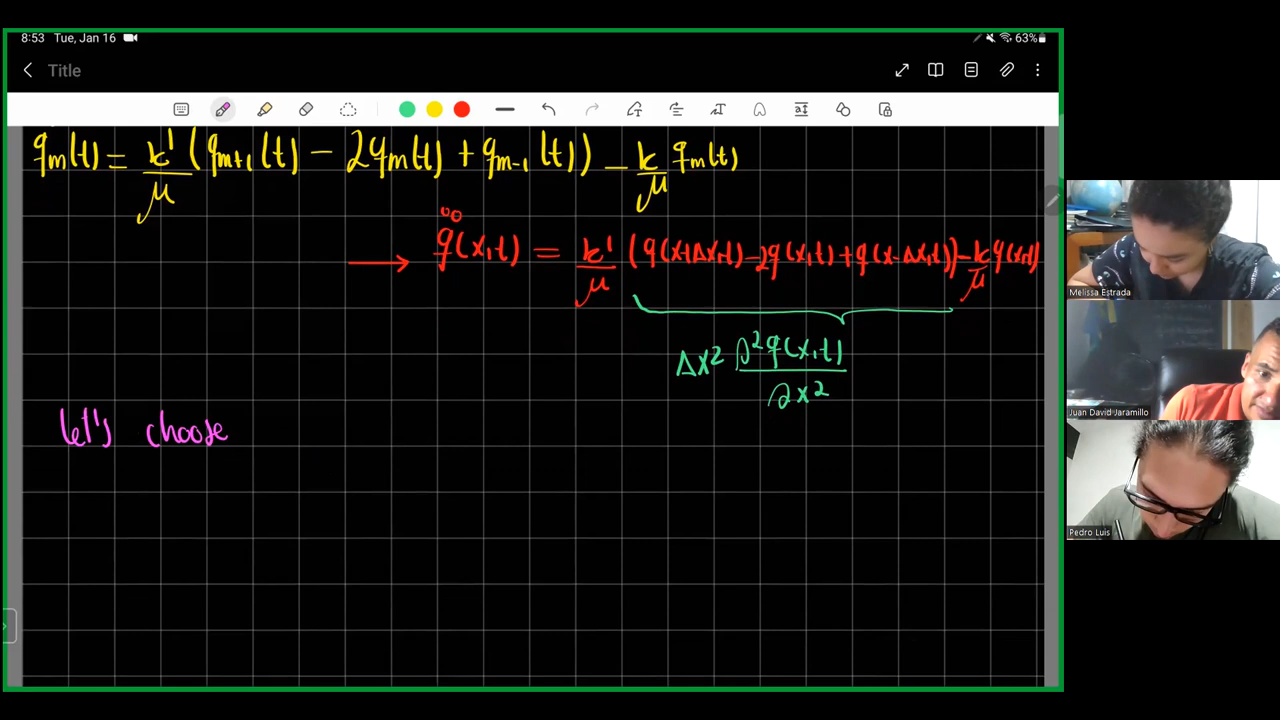 8:53 Tue, Jan 16 63%
Title
qₘ(t) = k'/μ (qₘ₊₁(t) − 2qₘ(t) + qₘ₋₁(t)) − k/μ qₘ(t)
→ q̈(x,t) = k'/μ (q(x+Δx,t) − 2q(x,t) + q(x−Δx,t)) − k/μ q(x,t)
Δx² ∂²q(x,t)/∂x²
let's choose
Melissa Estrada
Juan David Jaramillo
Pedro Luis